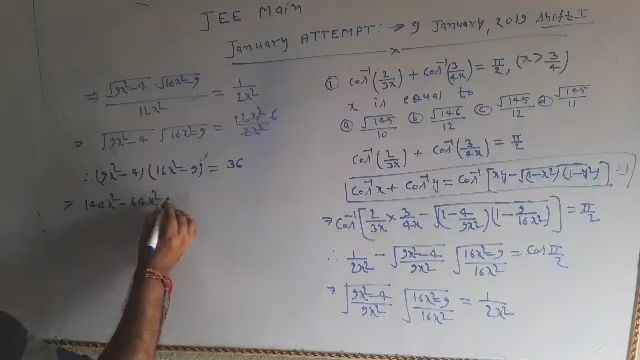 JEE Main
January ATTEMPT :→ 9 January, 2019 Shift-I
x
① cos⁻¹(2/3x) + cos⁻¹(3/4x) = π/2, (x > 3/4)
x is equal to
ⓐ √145/10 ⓑ √146/12 ⓒ √145/12 ⓓ √145/11
cos⁻¹(2/3x) + cos⁻¹(3/4x) = π/2
cos⁻¹x + cos⁻¹y = cos⁻¹[xy - √(1-x²) √(1-y²)]
⇒ cos⁻¹[2/3x × 3/4x - √(1 - 4/9x²) √(1 - 9/16x²)] = π/2
∴ 1/2x² - √(9x²-4/9x²) √(16x²-9/16x²) = cos π/2
⇒ √(9x²-4/9x²) √(16x²-9/16x²) = 1/2x²
⇒ √9x²-4 · √16x²-9 / 12x² = 1/2x²
⇒ √9x²-4 √16x²-9 = 12x² 6 / 2x²
∴ (9x²-4) (16x²-9) = 36
⇒ 144x² - 64x²